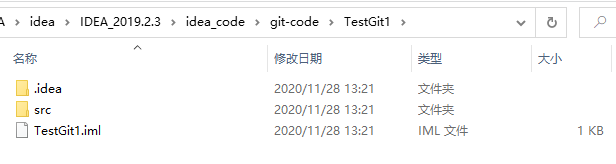 A > idea > IDEA_2019.2.3 > idea_code > git-code > TestGit1 >
名称 修改日期 类型 大小
.idea 2020/11/28 13:21 文件夹
src 2020/11/28 13:21 文件夹
TestGit1.iml 2020/11/28 13:21 IML 文件 1 KB